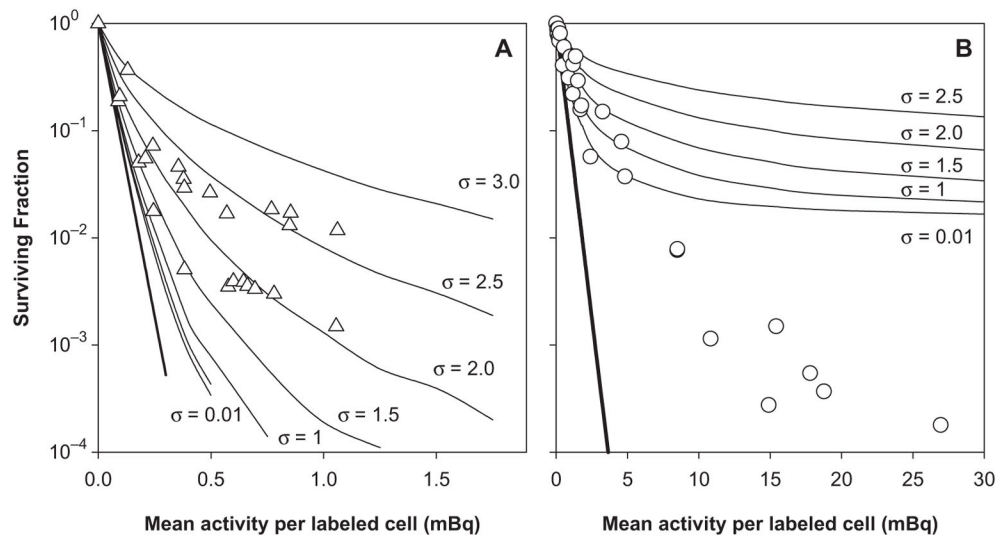 A
B
Surviving Fraction
10⁰
10⁻¹
10⁻²
10⁻³
10⁻⁴
σ = 3.0
σ = 2.5
σ = 2.0
σ = 1.5
σ = 1
σ = 0.01
0.0 0.5 1.0 1.5
Mean activity per labeled cell (mBq)
σ = 2.5
σ = 2.0
σ = 1.5
σ = 1
σ = 0.01
0 5 10 15 20 25 30
Mean activity per labeled cell (mBq)